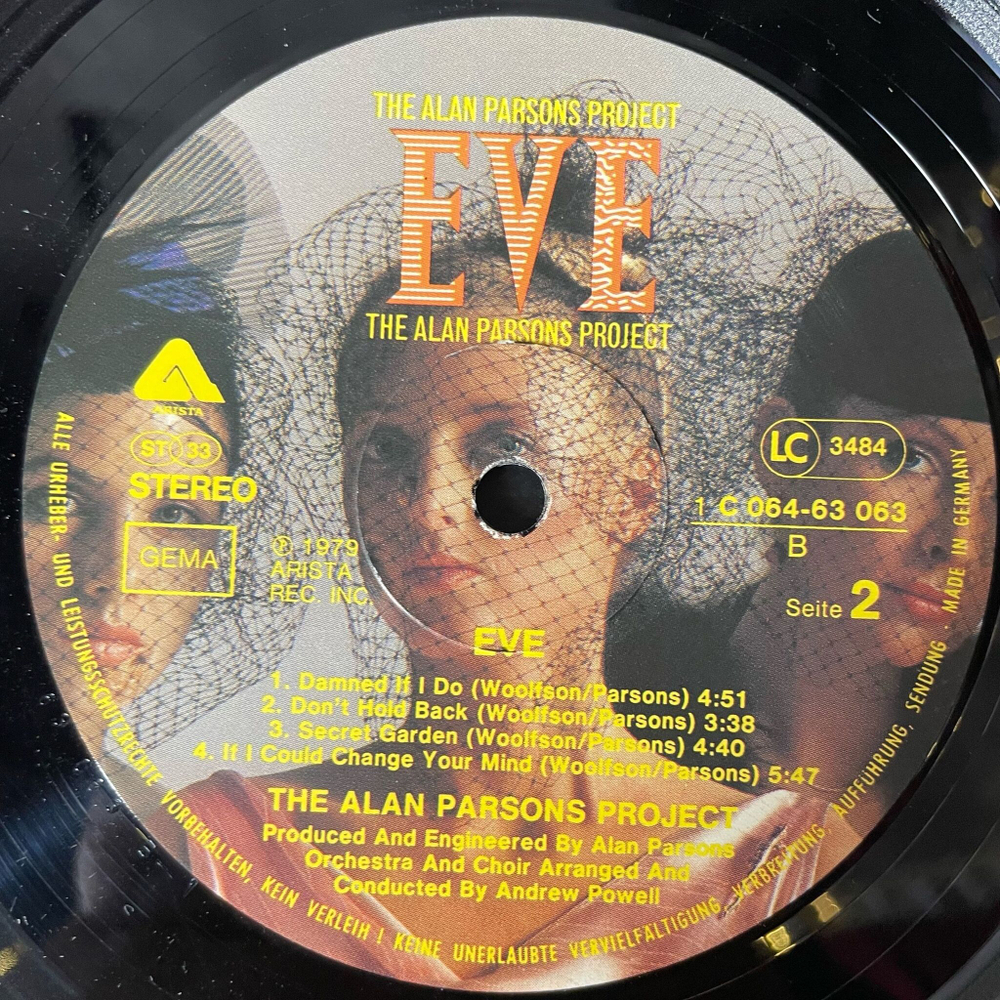 THE ALAN PARSONS PROJECT
EVE
THE ALAN PARSONS PROJECT
ARISTA
ST 33
STEREO
GEMA
℗ 1979
ARISTA
REC. INC.
LC 3484
1 C 064-63 063
B
Seite 2
EVE
1. Damned If I Do (Woolfson/Parsons) 4:51
2. Don't Hold Back (Woolfson/Parsons) 3:38
3. Secret Garden (Woolfson/Parsons) 4:40
4. If I Could Change Your Mind (Woolfson/Parsons) 5:47
THE ALAN PARSONS PROJECT
Produced And Engineered By Alan Parsons
Orchestra And Choir Arranged And
Conducted By Andrew Powell
ALLE URHEBER- UND LEISTUNGSSCHUTZRECHTE VORBEHALTEN, KEIN VERLEIH ! KEINE UNERLAUBTE VERVIELFÄLTIGUNG, VERBREITUNG, AUFFÜHRUNG, SENDUNG · MADE IN GERMANY